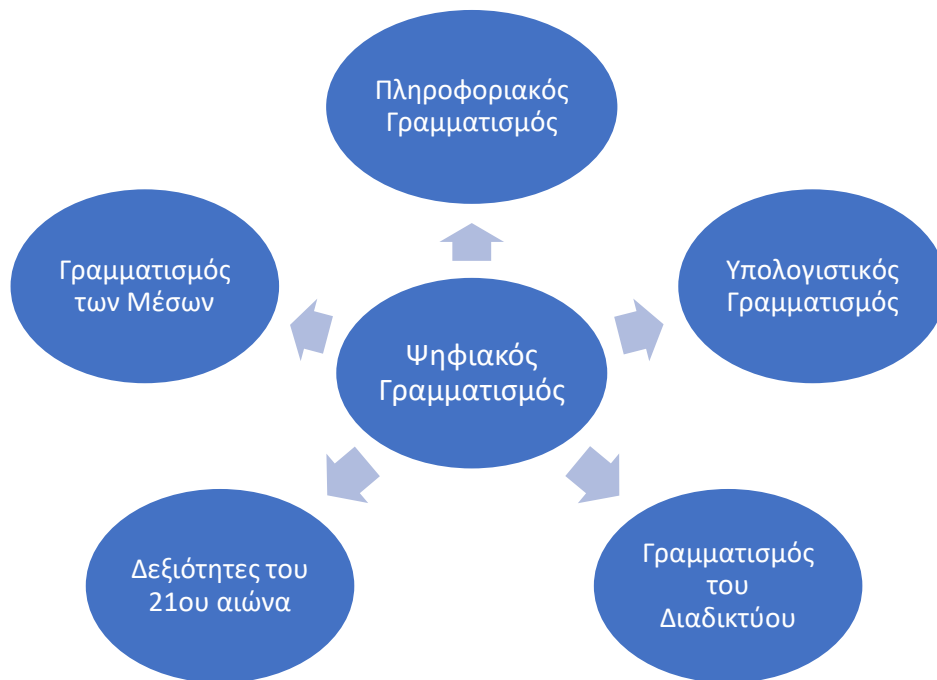 Πληροφοριακός
Γραμματισμός
Γραμματισμός
των Μέσων
Υπολογιστικός
Γραμματισμός
Ψηφιακός
Γραμματισμός
Δεξιότητες του
21ου αιώνα
Γραμματισμός
του
Διαδικτύου